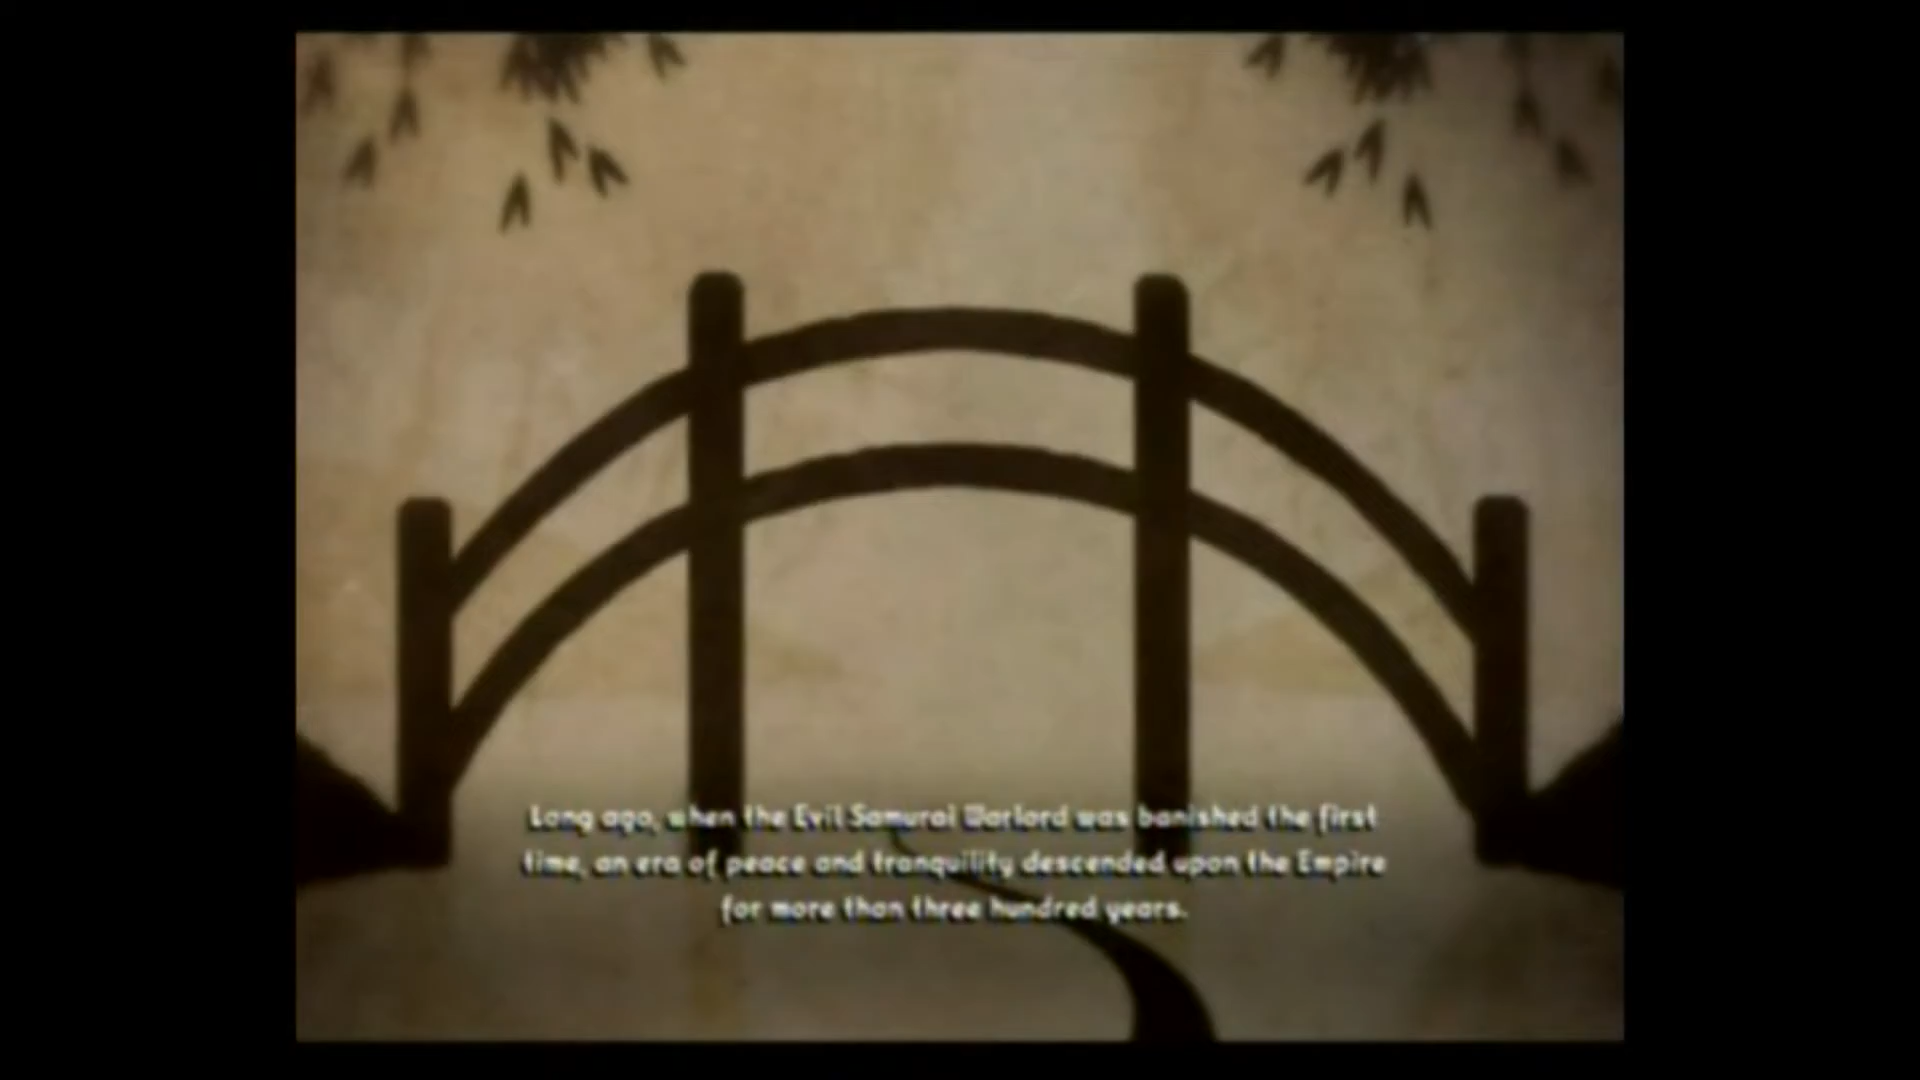 Long ago, when the Evil Samurai Warlord was banished the first
time, an era of peace and tranquility descended upon the Empire
for more than three hundred years.